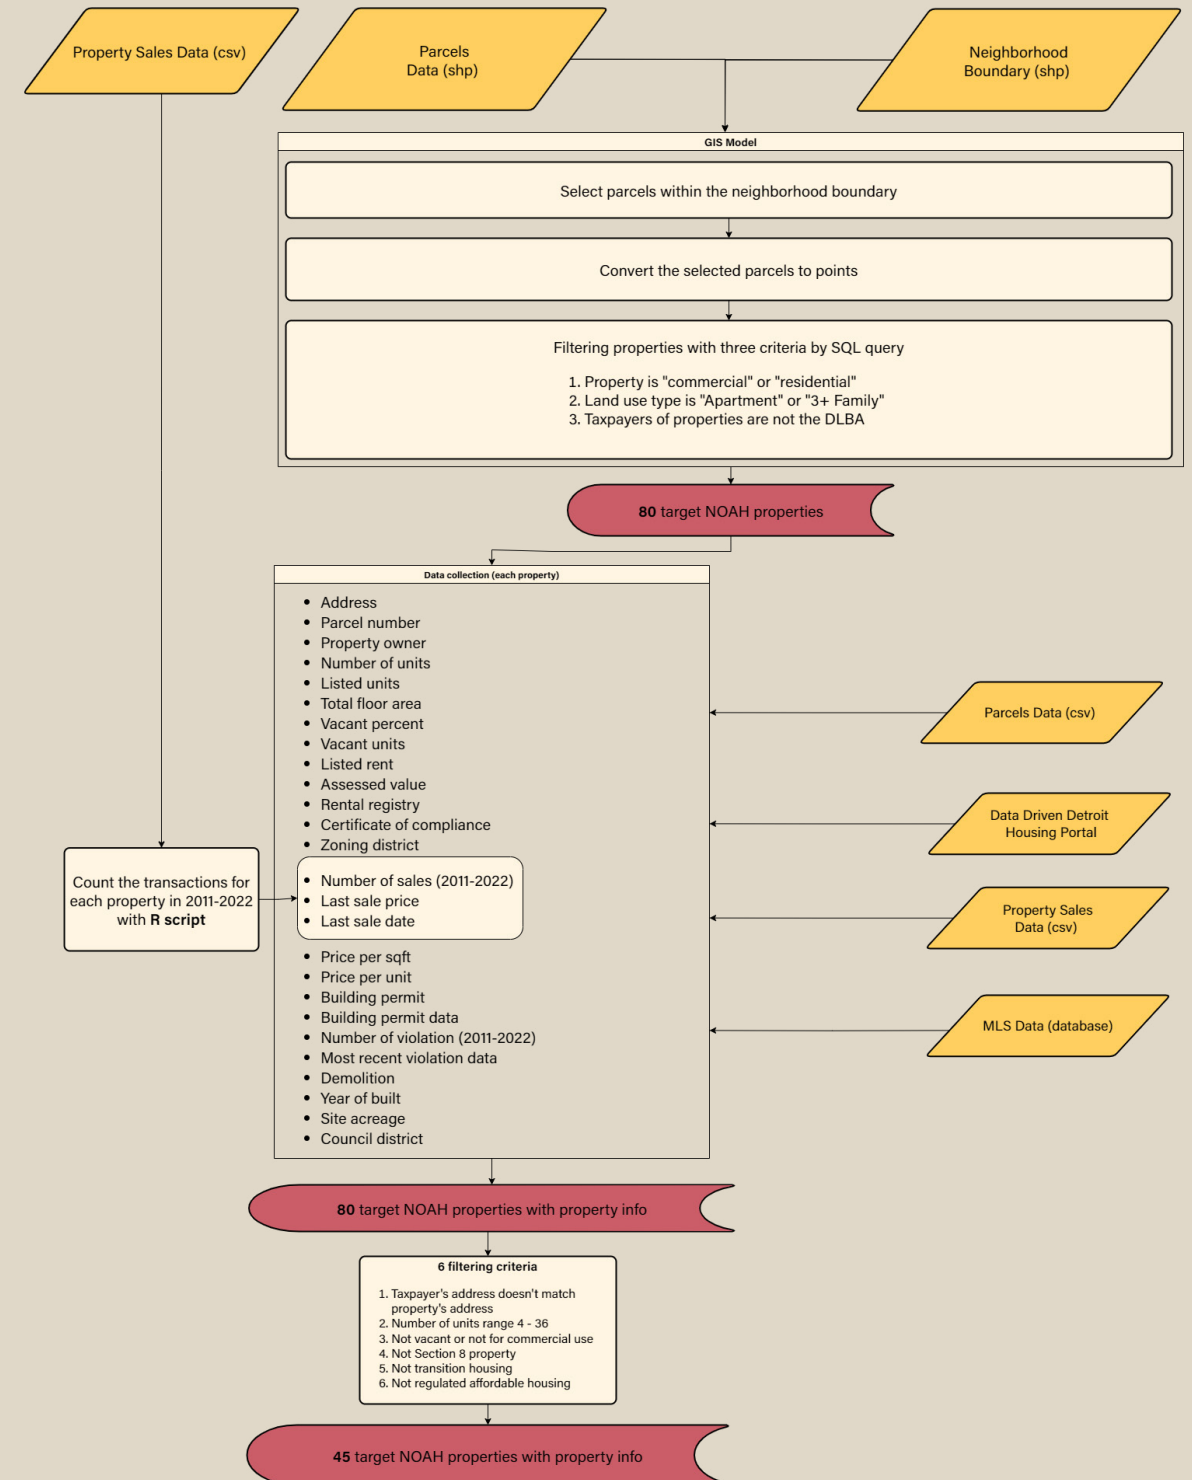 Property Sales Data (csv)
Parcels
Data (shp)
Neighborhood
Boundary (shp)
GIS Model
Select parcels within the neighborhood boundary
Convert the selected parcels to points
Filtering properties with three criteria by SQL query
1. Property is "commercial" or "residential"
2. Land use type is "Apartment" or "3+ Family"
3. Taxpayers of properties are not the DLBA
80 target NOAH properties
Data collection (each property)
• Address
• Parcel number
• Property owner
• Number of units
• Listed units
• Total floor area
• Vacant percent
• Vacant units
• Listed rent
• Assessed value
• Rental registry
• Certificate of compliance
• Zoning district
• Number of sales (2011-2022)
• Last sale price
• Last sale date
• Price per sqft
• Price per unit
• Building permit
• Building permit data
• Number of violation (2011-2022)
• Most recent violation data
• Demolition
• Year of built
• Site acreage
• Council district
Count the transactions for
each property in 2011-2022
with R script
Parcels Data (csv)
Data Driven Detroit
Housing Portal
Property Sales
Data (csv)
MLS Data (database)
80 target NOAH properties with property info
6 filtering criteria
1. Taxpayer's address doesn't match
property's address
2. Number of units range 4 - 36
3. Not vacant or not for commercial use
4. Not Section 8 property
5. Not transition housing
6. Not regulated affordable housing
45 target NOAH properties with property info